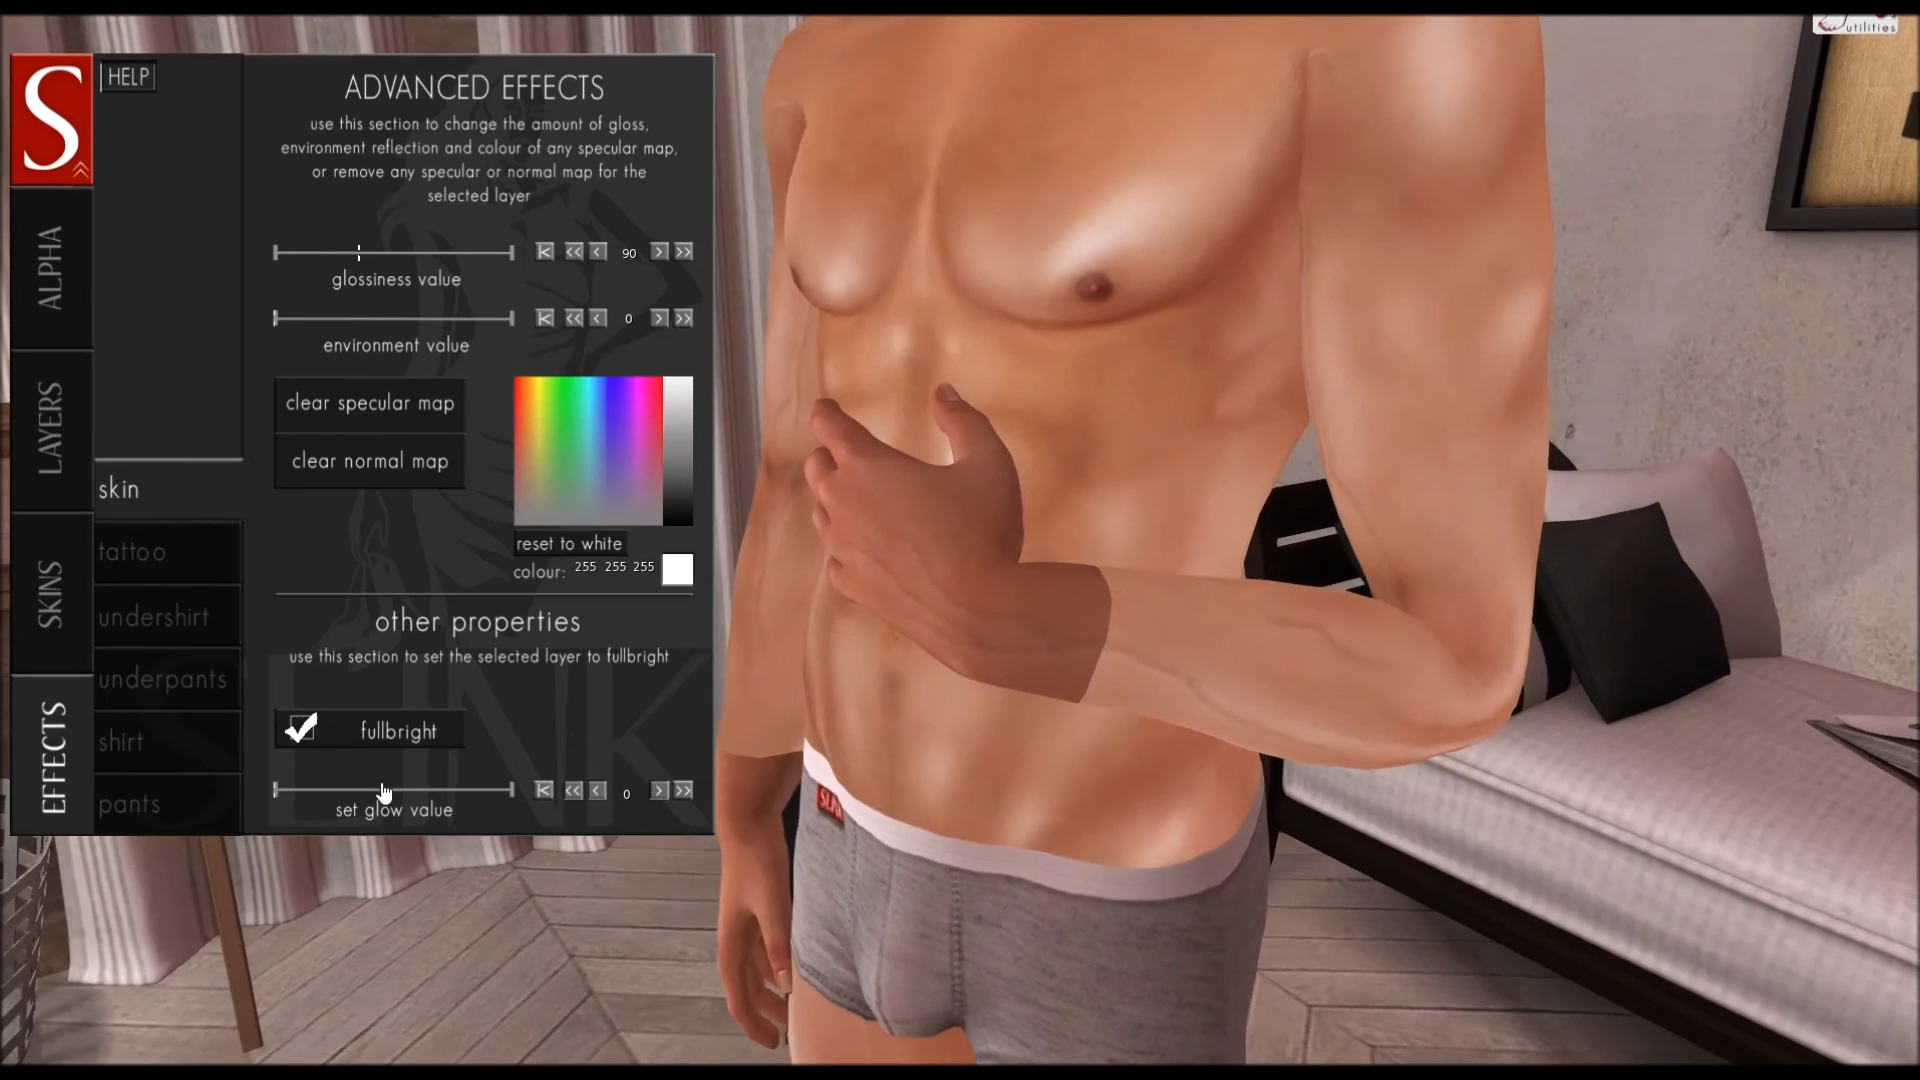 utilities
S
HELP
ALPHA
LAYERS
SKINS
EFFECTS
skin
tattoo
undershirt
underpants
shirt
pants
ADVANCED EFFECTS
use this section to change the amount of gloss,
environment reflection and colour of any specular map,
or remove any specular or normal map for the
selected layer
|< << < 90 > >>
glossiness value
|< << < 0 > >>
environment value
clear specular map
clear normal map
reset to white
colour: 255 255 255
other properties
use this section to set the selected layer to fullbright
fullbright
|< << < 0 > >>
set glow value
SLINK